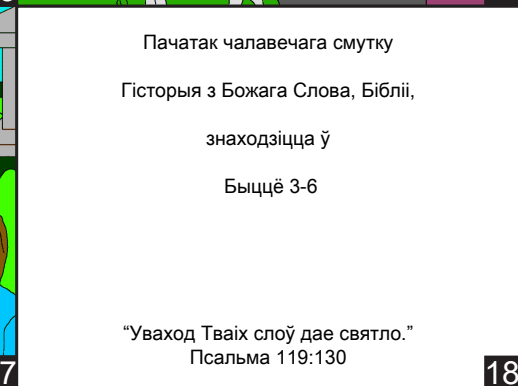 Пачатак чалавечага смутку
Гісторыя з Божага Слова, Бібліі,
знаходзіцца ў
Быццё 3-6
“Уваход Тваіх слоў дае святло.”
Псальма 119:130
7
18